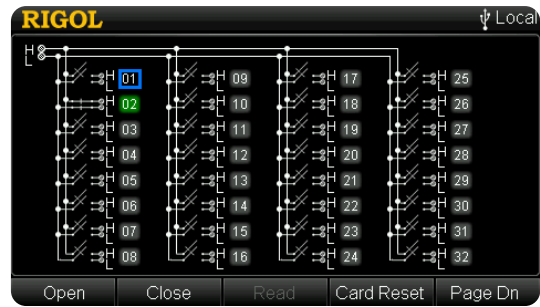 RIGOL Local
H
L
H 01 H 09 H 17 H 25
L L L L
H 02 H 10 H 18 H 26
L L L L
H 03 H 11 H 19 H 27
L L L L
H 04 H 12 H 20 H 28
L L L L
H 05 H 13 H 21 H 29
L L L L
H 06 H 14 H 22 H 30
L L L L
H 07 H 15 H 23 H 31
L L L L
H 08 H 16 H 24 H 32
L L L L
Open Close Read Card Reset Page Dn